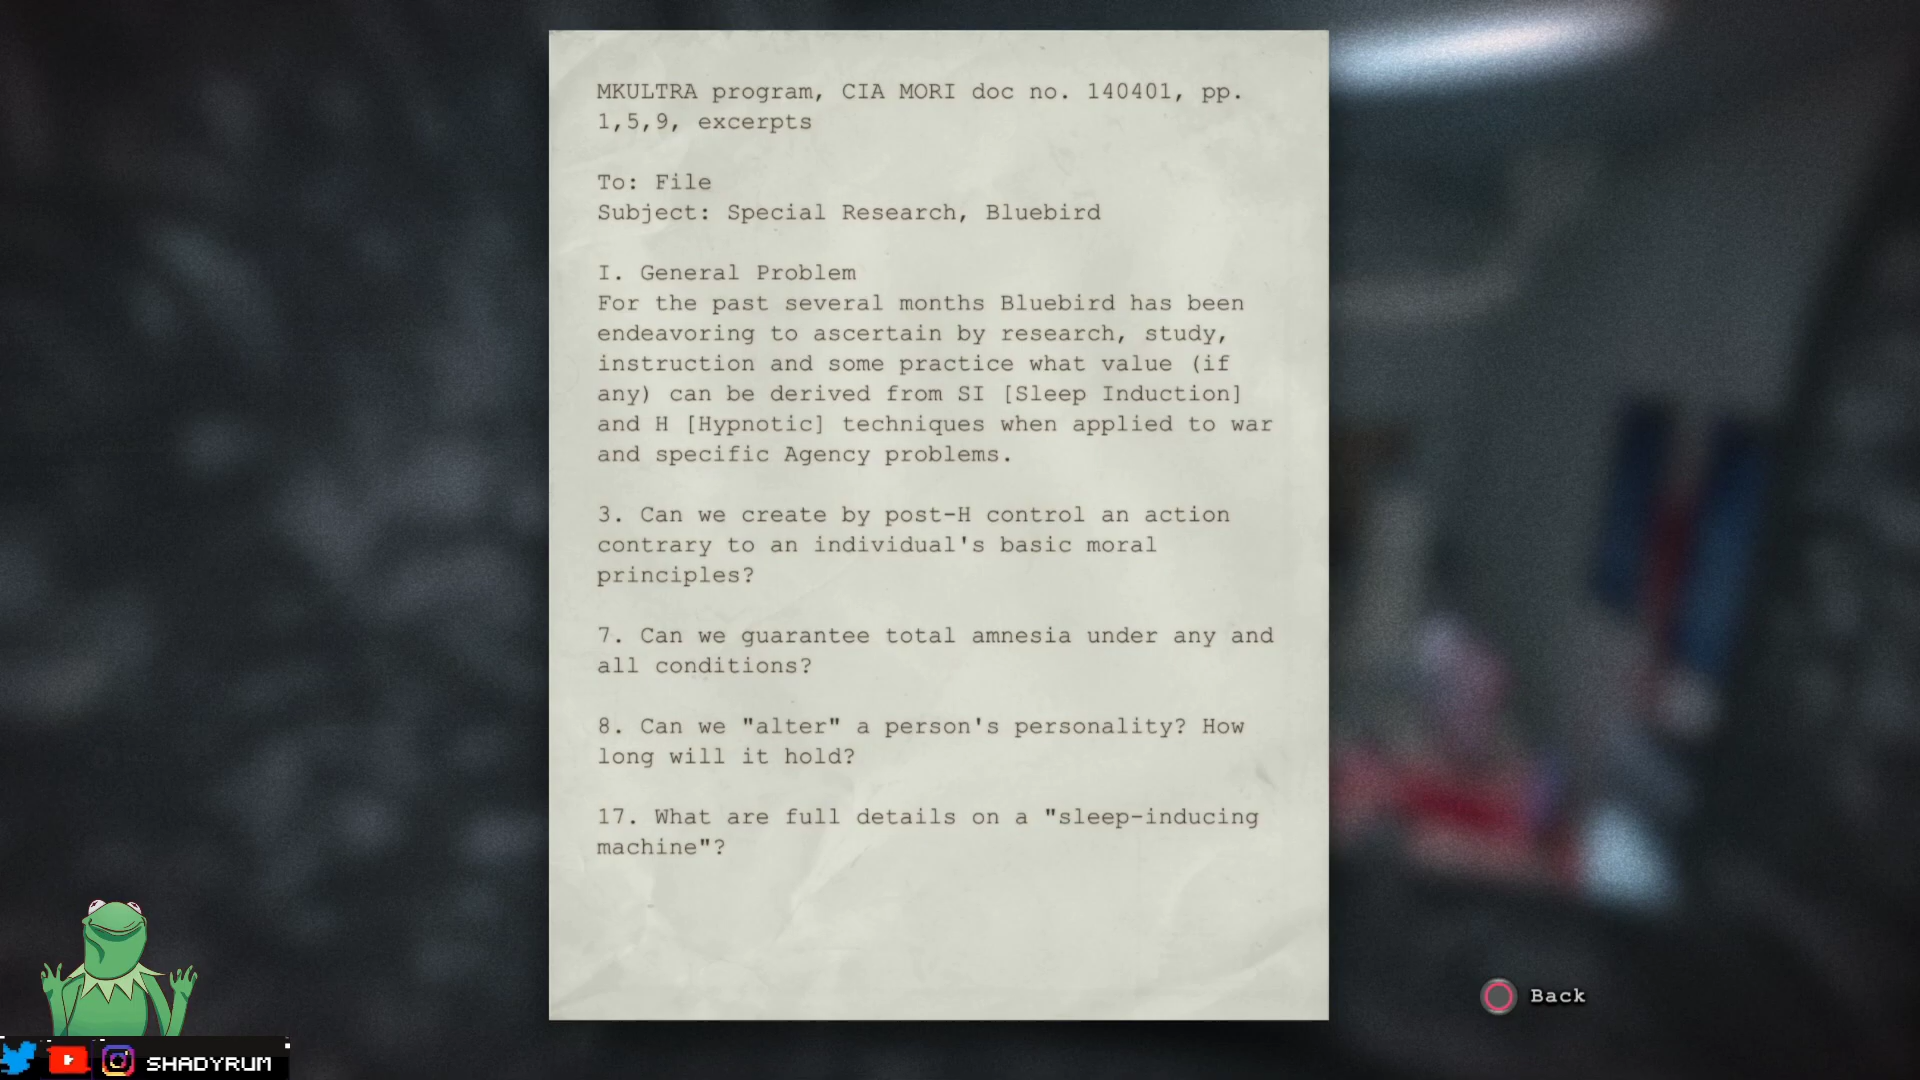 MKULTRA program, CIA MORI doc no. 140401, pp.
1,5,9, excerpts
To: File
Subject: Special Research, Bluebird
I. General Problem
For the past several months Bluebird has been
endeavoring to ascertain by research, study,
instruction and some practice what value (if
any) can be derived from SI [Sleep Induction]
and H [Hypnotic] techniques when applied to war
and specific Agency problems.
3. Can we create by post-H control an action
contrary to an individual's basic moral
principles?
7. Can we guarantee total amnesia under any and
all conditions?
8. Can we "alter" a person's personality? How
long will it hold?
17. What are full details on a "sleep-inducing
machine"?
Back
SHADYRUM